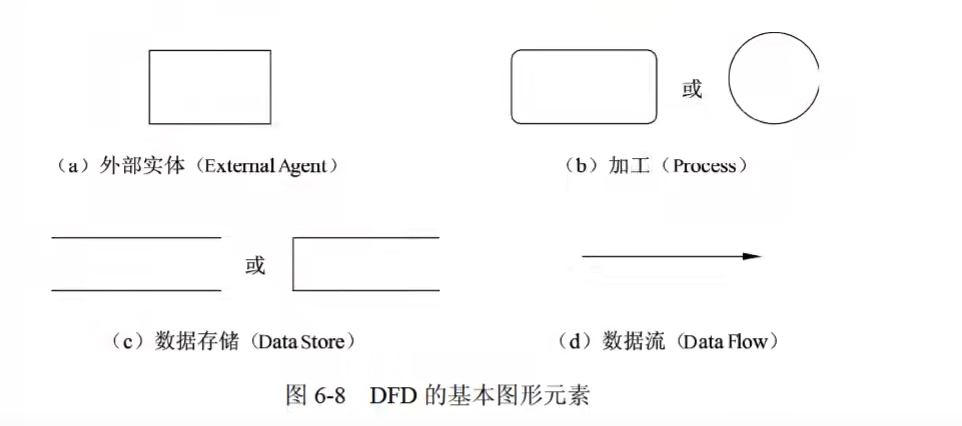 或
（a）外部实体（External Agent）
（b）加工（Process）
或
（c）数据存储（Data Store）
（d）数据流（Data Flow）
图 6-8 DFD 的基本图形元素